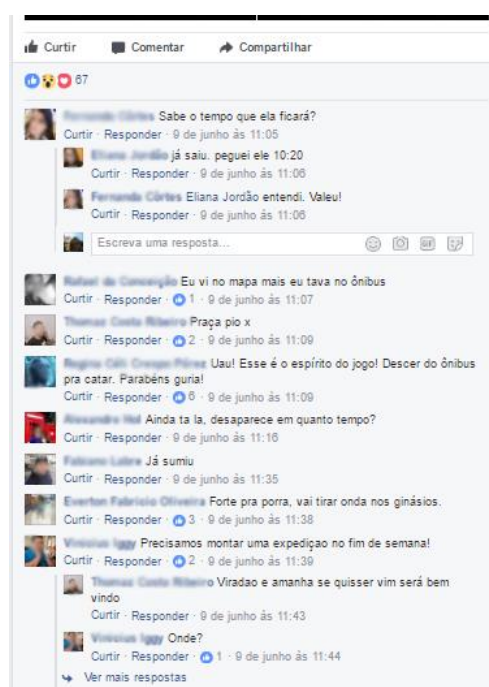 Curtir Comentar Compartilhar
67
Sabe o tempo que ela ficará?
Curtir · Responder · 9 de junho às 11:05
já saiu. peguei ele 10:20
Curtir · Responder · 9 de junho às 11:06
Eliana Jordão entendi. Valeu!
Curtir · Responder · 9 de junho às 11:06
Escreva uma resposta...
Eu vi no mapa mais eu tava no ônibus
Curtir · Responder · 1 · 9 de junho às 11:07
Praça pio x
Curtir · Responder · 2 · 9 de junho às 11:09
Uau! Esse é o espírito do jogo! Descer do ônibus
pra catar. Parabéns guria!
Curtir · Responder · 6 · 9 de junho às 11:09
Ainda ta la, desaparece em quanto tempo?
Curtir · Responder · 9 de junho às 11:16
Já sumiu
Curtir · Responder · 9 de junho às 11:35
Forte pra porra, vai tirar onda nos ginásios.
Curtir · Responder · 3 · 9 de junho às 11:38
Precisamos montar uma expediçao no fim de semana!
Curtir · Responder · 2 · 9 de junho às 11:39
Viradao e amanha se quisser vim será bem
vindo
Curtir · Responder · 9 de junho às 11:43
Onde?
Curtir · Responder · 1 · 9 de junho às 11:44
Ver mais respostas